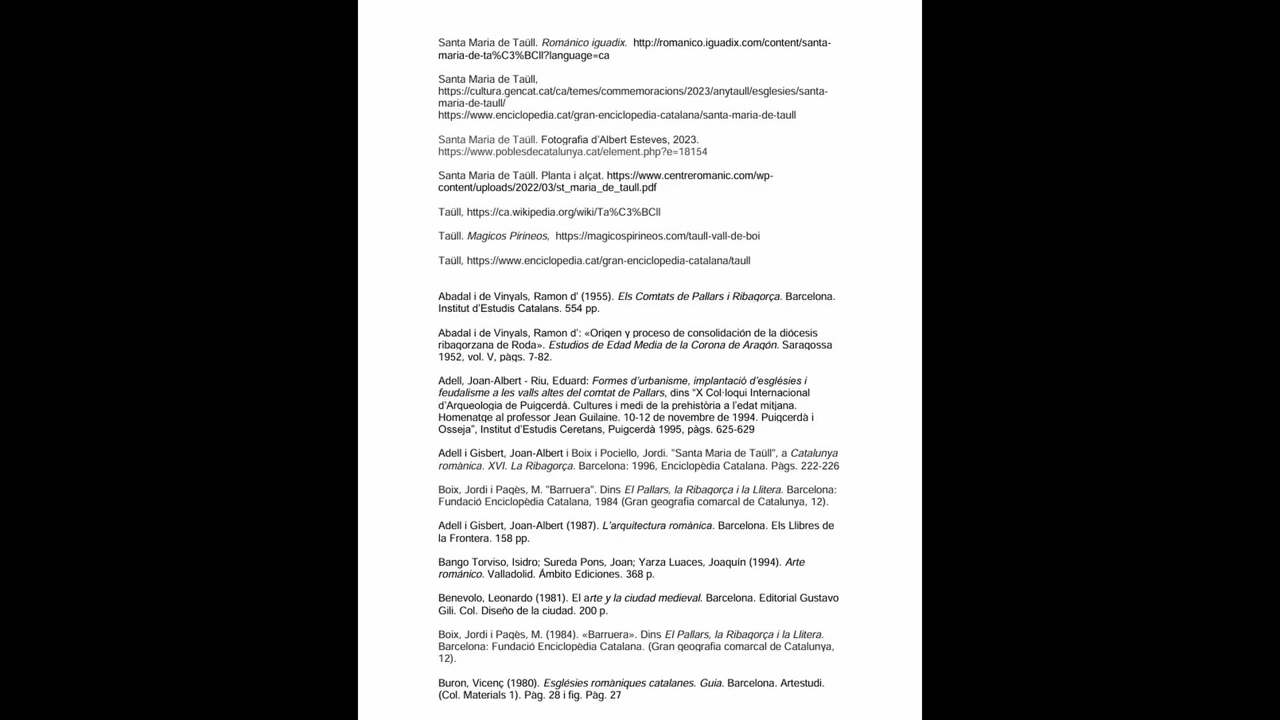 Santa Maria de Taüll. Románico iguadix. http://romanico.iguadix.com/content/santa-
maria-de-ta%C3%BCll?language=ca
Santa Maria de Taüll,
https://cultura.gencat.cat/ca/temes/commemoracions/2023/anytaull/esglesies/santa-
maria-de-taull/
https://www.enciclopedia.cat/gran-enciclopedia-catalana/santa-maria-de-taull
Santa Maria de Taüll. Fotografia d'Albert Esteves, 2023.
https://www.poblesdecatalunya.cat/element.php?e=18154
Santa Maria de Taüll. Planta i alçat. https://www.centreromanic.com/wp-
content/uploads/2022/03/st_maria_de_taull.pdf
Taüll, https://ca.wikipedia.org/wiki/Ta%C3%BCll
Taüll. Magicos Pirineos, https://magicospirineos.com/taull-vall-de-boi
Taüll, https://www.enciclopedia.cat/gran-enciclopedia-catalana/taull
Abadal i de Vinyals, Ramon d' (1955). Els Comtats de Pallars i Ribagorça. Barcelona.
Institut d'Estudis Catalans. 554 pp.
Abadal i de Vinyals, Ramon d': «Origen y proceso de consolidación de la diócesis
ribagorzana de Roda». Estudios de Edad Media de la Corona de Aragón. Saragossa
1952, vol. V, pàgs. 7-82.
Adell, Joan-Albert - Riu, Eduard: Formes d'urbanisme, implantació d'esglésies i
feudalisme a les valls altes del comtat de Pallars, dins "X Col·loqui Internacional
d'Arqueologia de Puigcerdà. Cultures i medi de la prehistòria a l'edat mitjana.
Homenatge al professor Jean Guilaine. 10-12 de novembre de 1994. Puigcerdà i
Osseja", Institut d'Estudis Ceretans, Puigcerdà 1995, pàgs. 625-629
Adell i Gisbert, Joan-Albert i Boix i Pociello, Jordi. "Santa Maria de Taüll", a Catalunya
romànica. XVI. La Ribagorça. Barcelona: 1996, Enciclopèdia Catalana. Pàgs. 222-226
Boix, Jordi i Pagès, M. "Barruera". Dins El Pallars, la Ribagorça i la Llitera. Barcelona:
Fundació Enciclopèdia Catalana, 1984 (Gran geografia comarcal de Catalunya, 12).
Adell i Gisbert, Joan-Albert (1987). L'arquitectura romànica. Barcelona. Els Llibres de
la Frontera. 158 pp.
Bango Torviso, Isidro; Sureda Pons, Joan; Yarza Luaces, Joaquín (1994). Arte
románico. Valladolid. Ámbito Ediciones. 368 p.
Benevolo, Leonardo (1981). El arte y la ciudad medieval. Barcelona. Editorial Gustavo
Gili. Col. Diseño de la ciudad. 200 p.
Boix, Jordi i Pagès, M. (1984). «Barruera». Dins El Pallars, la Ribagorça i la Llitera.
Barcelona: Fundació Enciclopèdia Catalana. (Gran geografia comarcal de Catalunya,
12).
Buron, Vicenç (1980). Esglésies romàniques catalanes. Guia. Barcelona. Artestudi.
(Col. Materials 1). Pàg. 28 i fig. Pàg. 27